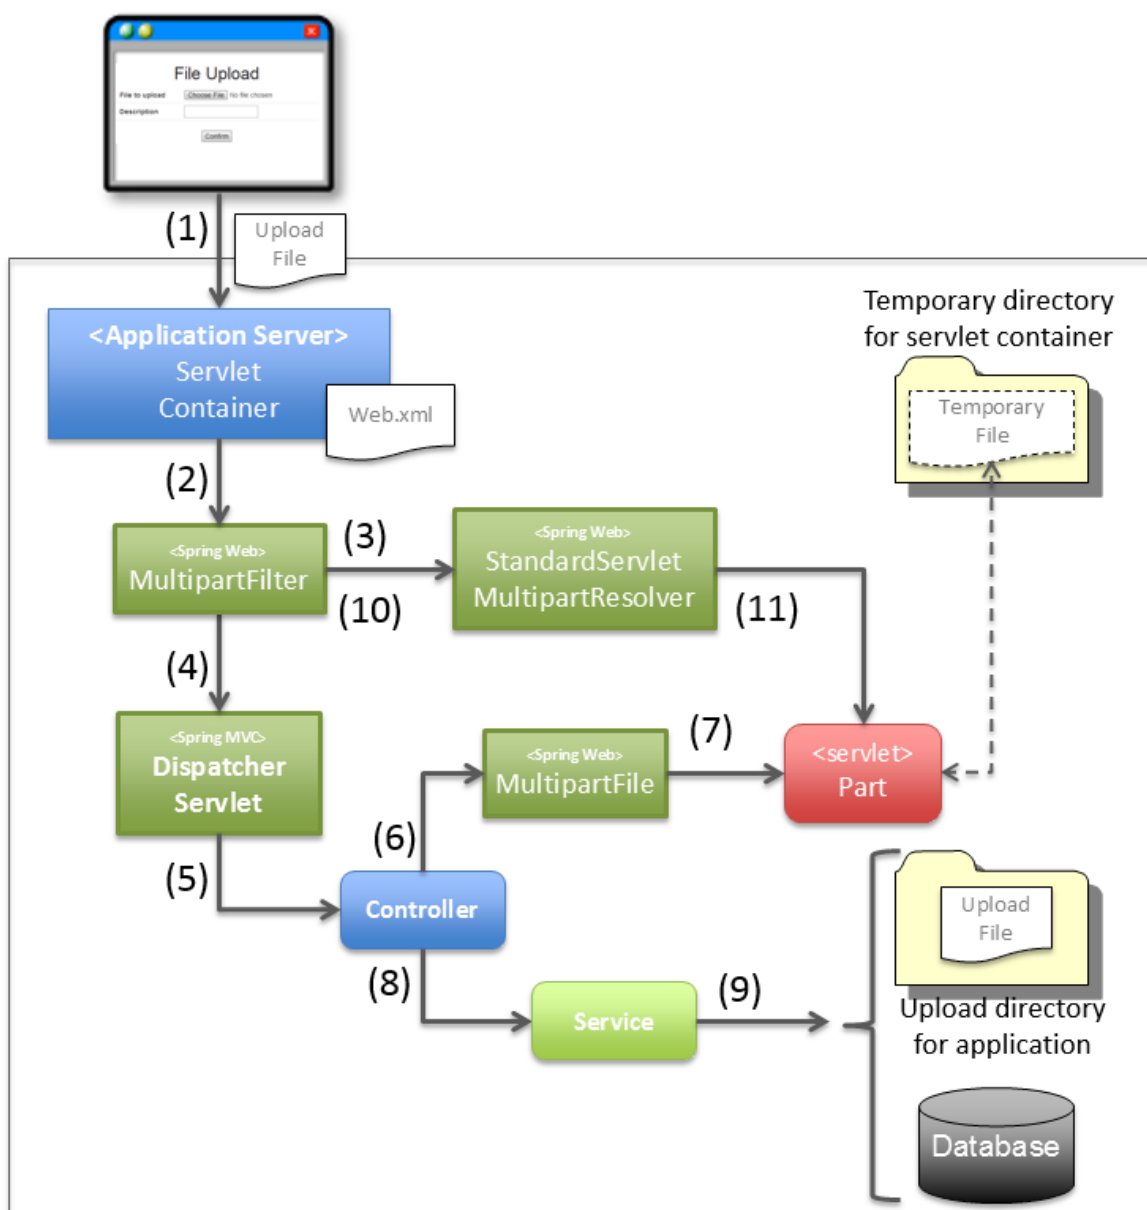 File Upload
File to upload
Choose File No file chosen
Description
Confirm
(1)
Upload
File
<Application Server>
Servlet
Container
Web.xml
Temporary directory
for servlet container
Temporary
File
(2)
<Spring Web>
MultipartFilter
(3)
(10)
<Spring Web>
StandardServlet
MultipartResolver
(11)
(4)
<Spring MVC>
Dispatcher
Servlet
<Spring Web>
MultipartFile
(7)
<servlet>
Part
(5)
(6)
Controller
(8)
Service
(9)
Upload
File
Upload directory
for application
Database